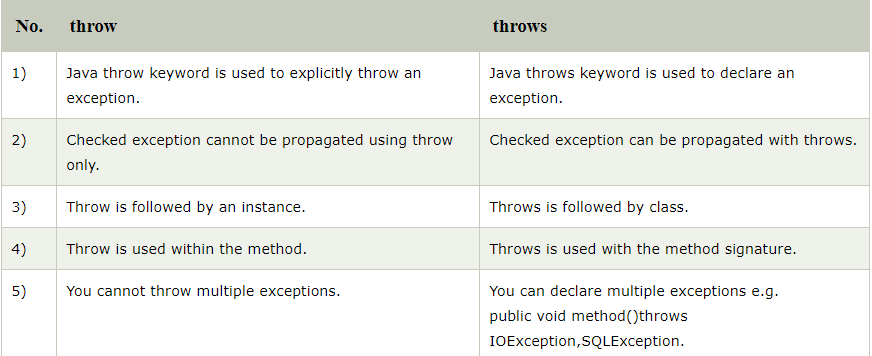 No. throw throws
1) Java throw keyword is used to explicitly throw an
exception.
Java throws keyword is used to declare an
exception.
2) Checked exception cannot be propagated using throw
only.
Checked exception can be propagated with throws.
3) Throw is followed by an instance.
Throws is followed by class.
4) Throw is used within the method.
Throws is used with the method signature.
5) You cannot throw multiple exceptions.
You can declare multiple exceptions e.g.
public void method()throws
IOException,SQLException.